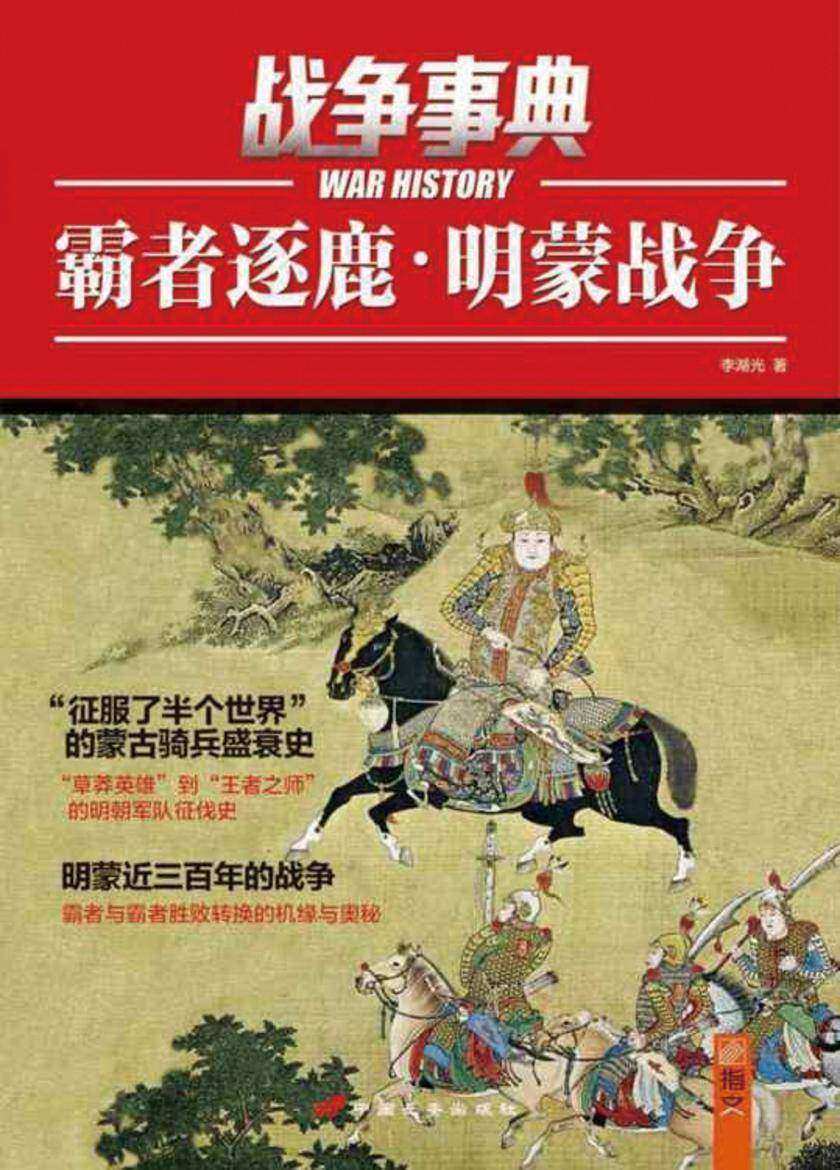 战争事典
WAR HISTORY
霸者逐鹿·明蒙战争
李湖光 著
“征服了半个世界”
的蒙古骑兵盛衰史
“草莽英雄”到“王者之师”
的明朝军队征伐史
明蒙近三百年的战争
霸者与霸者胜败转换的机缘与奥秘
指文